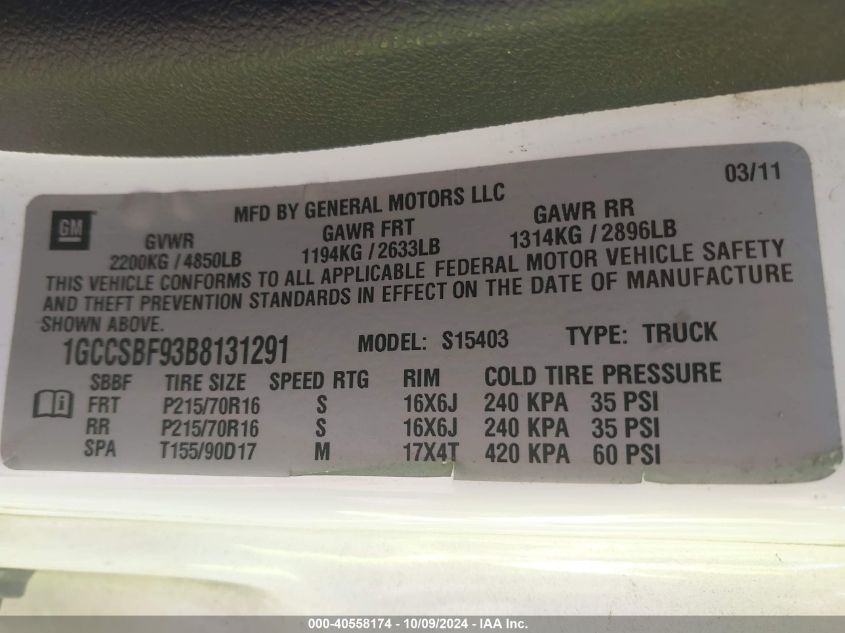 03/11
MFD BY GENERAL MOTORS LLC
GM
GVWR GAWR FRT GAWR RR
2200KG / 4850LB 1194KG / 2633LB 1314KG / 2896LB
THIS VEHICLE CONFORMS TO ALL APPLICABLE FEDERAL MOTOR VEHICLE SAFETY
AND THEFT PREVENTION STANDARDS IN EFFECT ON THE DATE OF MANUFACTURE
SHOWN ABOVE.
1GCCSBF93B8131291 MODEL: S15403 TYPE: TRUCK
SBBF TIRE SIZE SPEED RTG RIM COLD TIRE PRESSURE
FRT P215/70R16 S 16X6J 240 KPA 35 PSI
RR P215/70R16 S 16X6J 240 KPA 35 PSI
SPA T155/90D17 M 17X4T 420 KPA 60 PSI
000-40558174 - 10/09/2024 - IAA Inc.